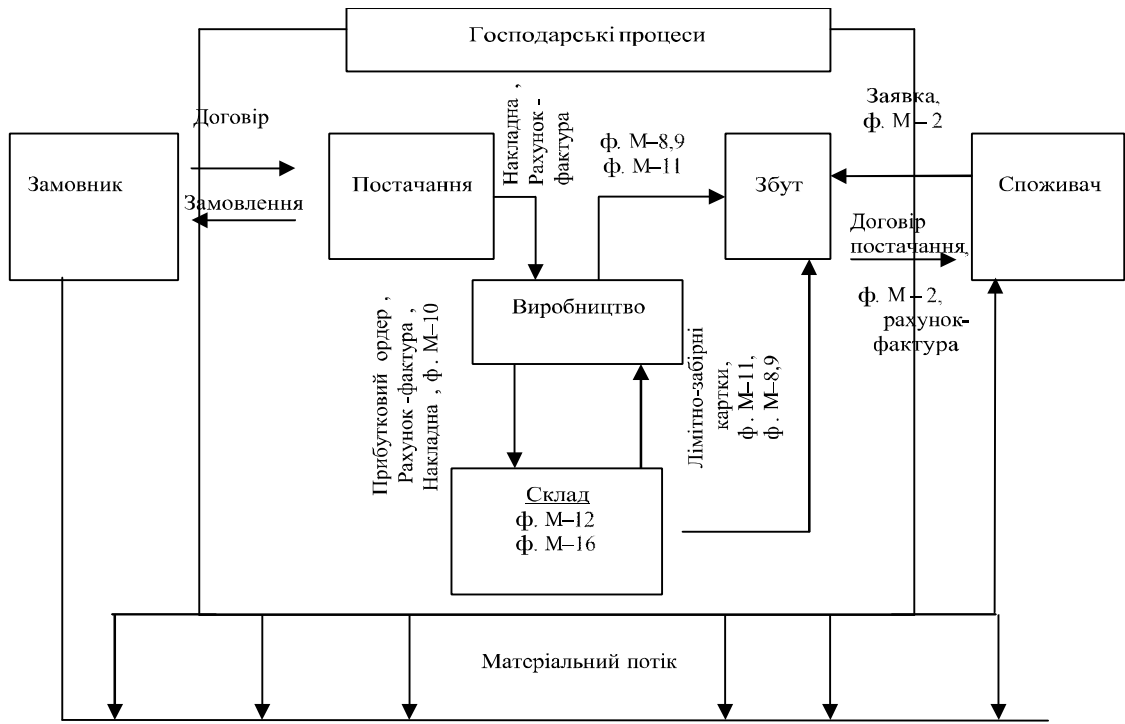 Господарські процеси
Договір
Замовлення
Замовник
Постачання
Накладна ,
Рахунок -
фактура
ф. М–8,9
ф. М–11
Збут
Заявка,
ф. М– 2
Споживач
Договір
постачання,
ф. М– 2,
рахунок-
фактура
Виробництво
Прибутковий ордер ,
Рахунок -фактура ,
Накладна , ф. М–10
Лімітно-забірні
картки,
ф. М–11,
ф. М–8,9
Склад
ф. М–12
ф. М–16
Матеріальний потік